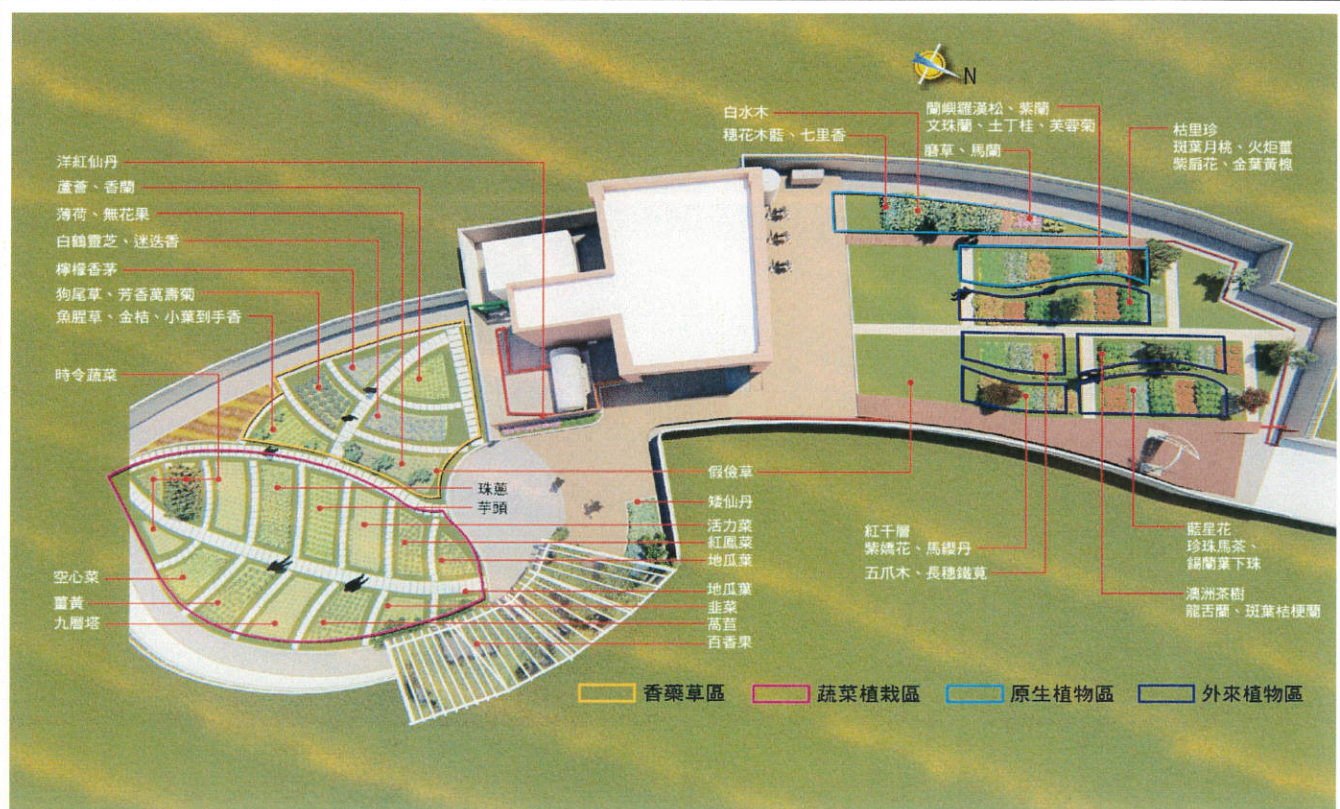 N
白水木
穗花木藍、七里香
蘭嶼羅漢松、紫蘭
文珠蘭、土丁桂、芙蓉菊
磨草、馬蘭
枯里珍
斑葉月桃、火炬薑
紫扇花、金葉黃槐
洋紅仙丹
蘆薈、香蘭
薄荷、無花果
白鶴靈芝、迷迭香
檸檬香茅
狗尾草、芳香萬壽菊
魚腥草、金桔、小葉到手香
時令蔬菜
空心菜
薑黃
九層塔
珠蔥
芋頭
假儉草
矮仙丹
活力菜
紅鳳菜
地瓜葉
地瓜葉
韭菜
萵苣
百香果
紅千層
紫嬌花、馬纓丹
五爪木、長穗鐵莧
藍星花
珍珠馬茶、
錫蘭葉下珠
澳洲茶樹
龍舌蘭、斑葉桔梗蘭
香藥草區
蔬菜植栽區
原生植物區
外來植物區